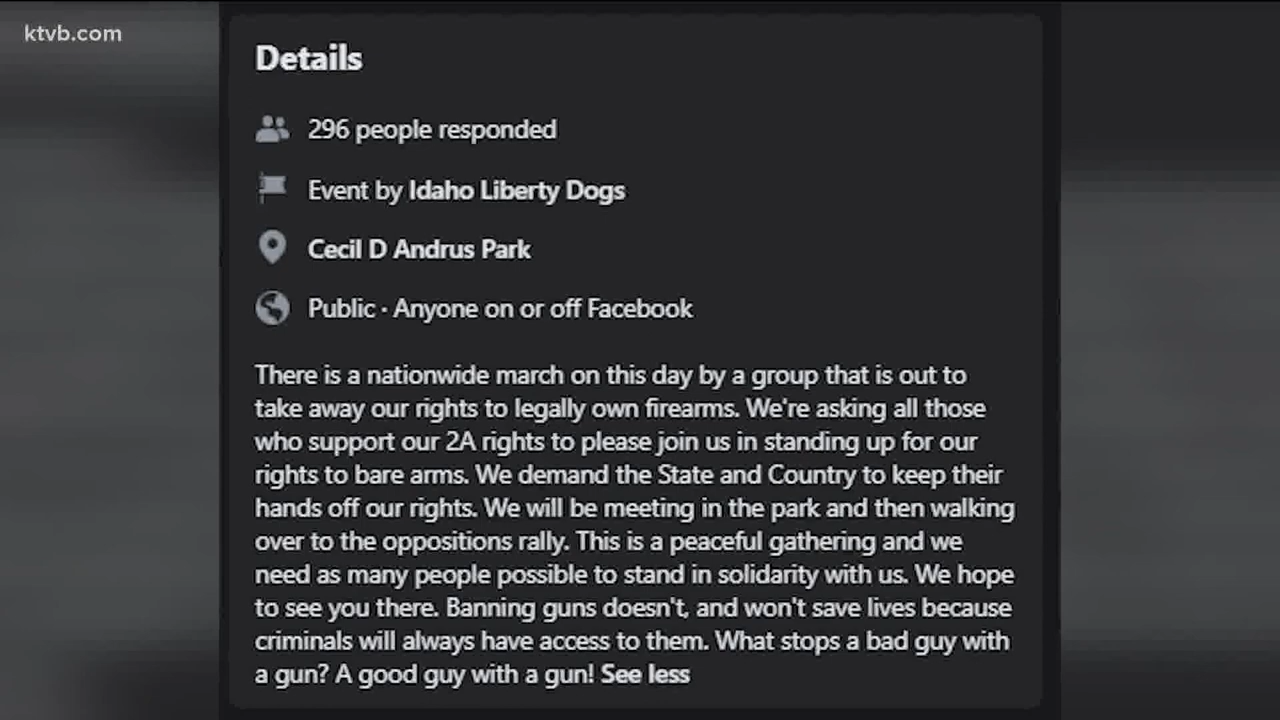 ktvb.com
Details
296 people responded
Event by Idaho Liberty Dogs
Cecil D Andrus Park
Public · Anyone on or off Facebook
There is a nationwide march on this day by a group that is out to
take away our rights to legally own firearms. We're asking all those
who support our 2A rights to please join us in standing up for our
rights to bare arms. We demand the State and Country to keep their
hands off our rights. We will be meeting in the park and then walking
over to the oppositions rally. This is a peaceful gathering and we
need as many people possible to stand in solidarity with us. We hope
to see you there. Banning guns doesn't, and won't save lives because
criminals will always have access to them. What stops a bad guy with
a gun? A good guy with a gun! See less